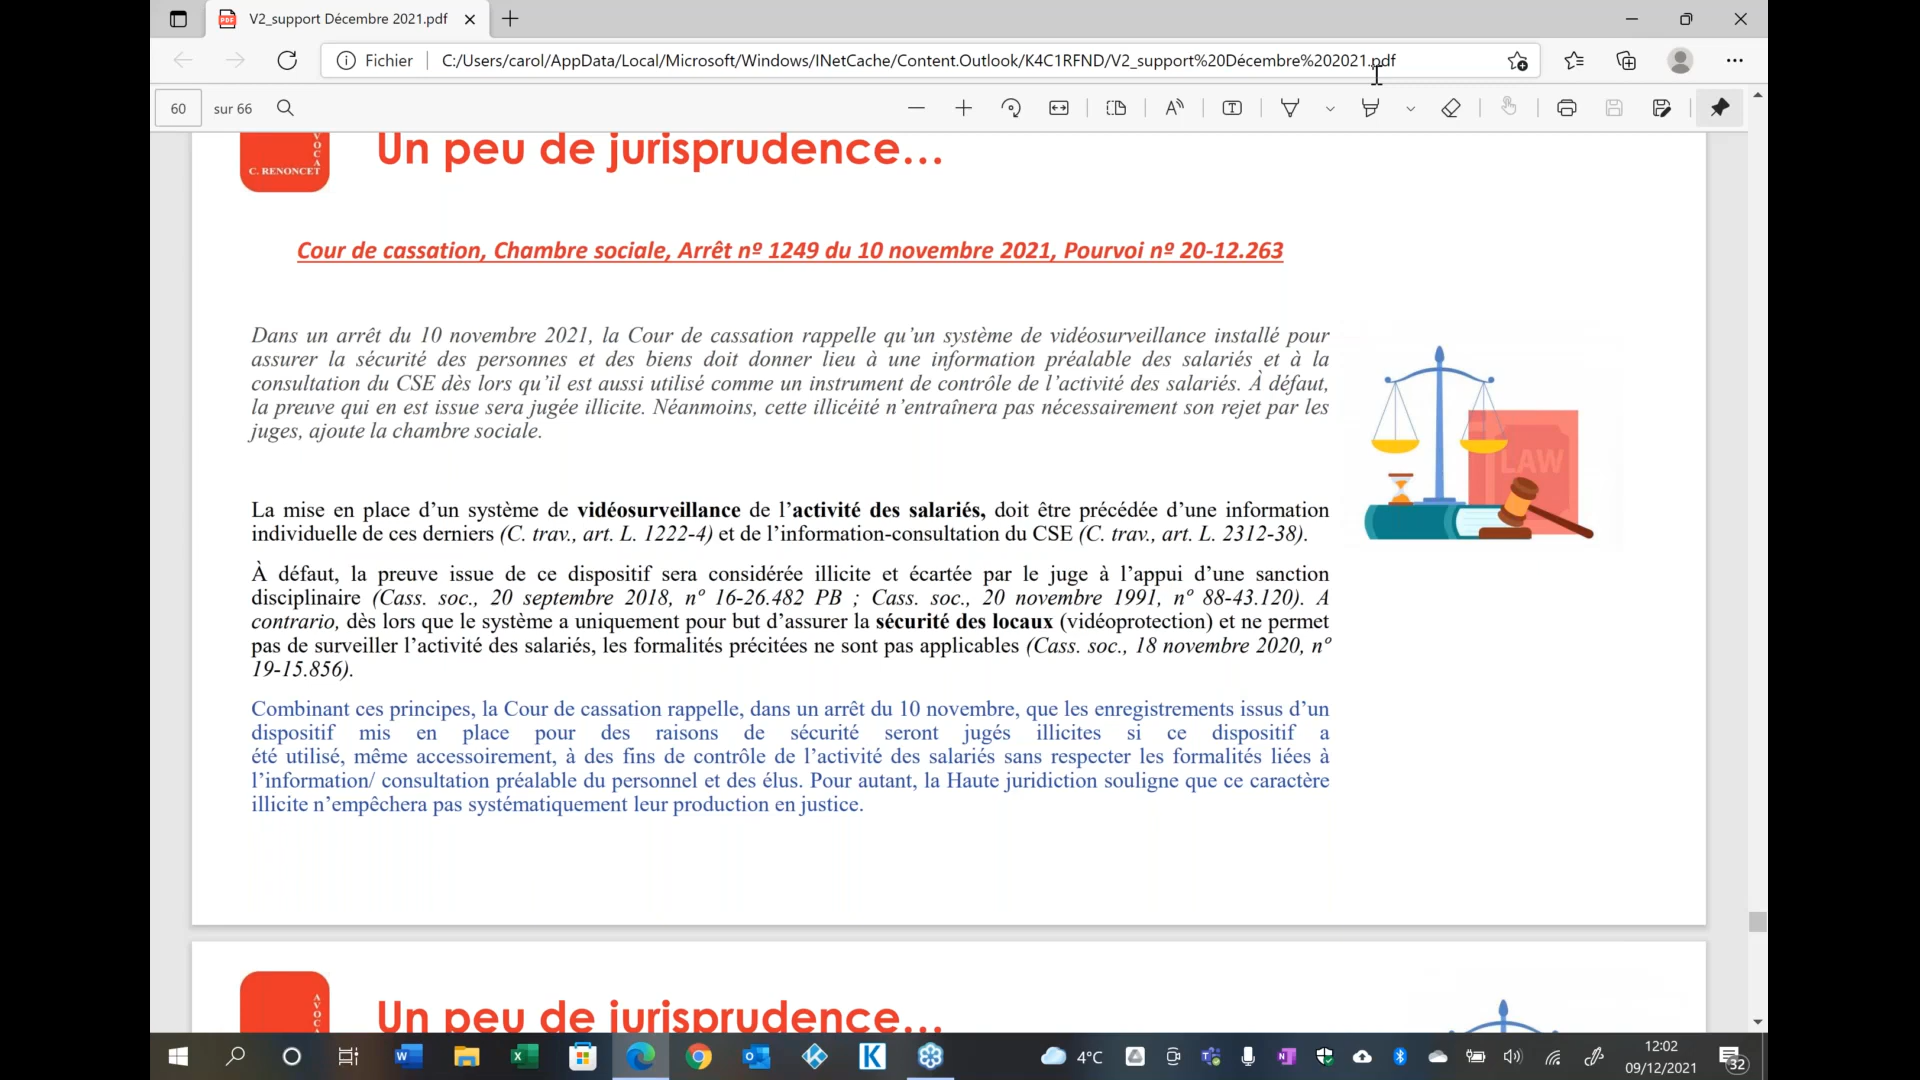 V2_support Décembre 2021.pdf
Fichier
C:/Users/carol/AppData/Local/Microsoft/Windows/INetCache/Content.Outlook/K4C1RFND/V2_support%20Décembre%202021.pdf
60 sur 66
C. RENONCET
Un peu de jurisprudence…
Cour de cassation, Chambre sociale, Arrêt nº 1249 du 10 novembre 2021, Pourvoi nº 20-12.263
Dans un arrêt du 10 novembre 2021, la Cour de cassation rappelle qu’un système de vidéosurveillance installé pour
assurer la sécurité des personnes et des biens doit donner lieu à une information préalable des salariés et à la
consultation du CSE dès lors qu’il est aussi utilisé comme un instrument de contrôle de l’activité des salariés. À défaut,
la preuve qui en est issue sera jugée illicite. Néanmoins, cette illicéité n’entraînera pas nécessairement son rejet par les
juges, ajoute la chambre sociale.
LAW
La mise en place d’un système de vidéosurveillance de l’activité des salariés, doit être précédée d’une information
individuelle de ces derniers (C. trav., art. L. 1222-4) et de l’information-consultation du CSE (C. trav., art. L. 2312-38).
À défaut, la preuve issue de ce dispositif sera considérée illicite et écartée par le juge à l’appui d’une sanction
disciplinaire (Cass. soc., 20 septembre 2018, nº 16-26.482 PB ; Cass. soc., 20 novembre 1991, nº 88-43.120). A
contrario, dès lors que le système a uniquement pour but d’assurer la sécurité des locaux (vidéoprotection) et ne permet
pas de surveiller l’activité des salariés, les formalités précitées ne sont pas applicables (Cass. soc., 18 novembre 2020, nº
19-15.856).
Combinant ces principes, la Cour de cassation rappelle, dans un arrêt du 10 novembre, que les enregistrements issus d’un
dispositif mis en place pour des raisons de sécurité seront jugés illicites si ce dispositif a
été utilisé, même accessoirement, à des fins de contrôle de l’activité des salariés sans respecter les formalités liées à
l’information/ consultation préalable du personnel et des élus. Pour autant, la Haute juridiction souligne que ce caractère
illicite n’empêchera pas systématiquement leur production en justice.
Un peu de jurisprudence…
4°C
12:02
09/12/2021
32